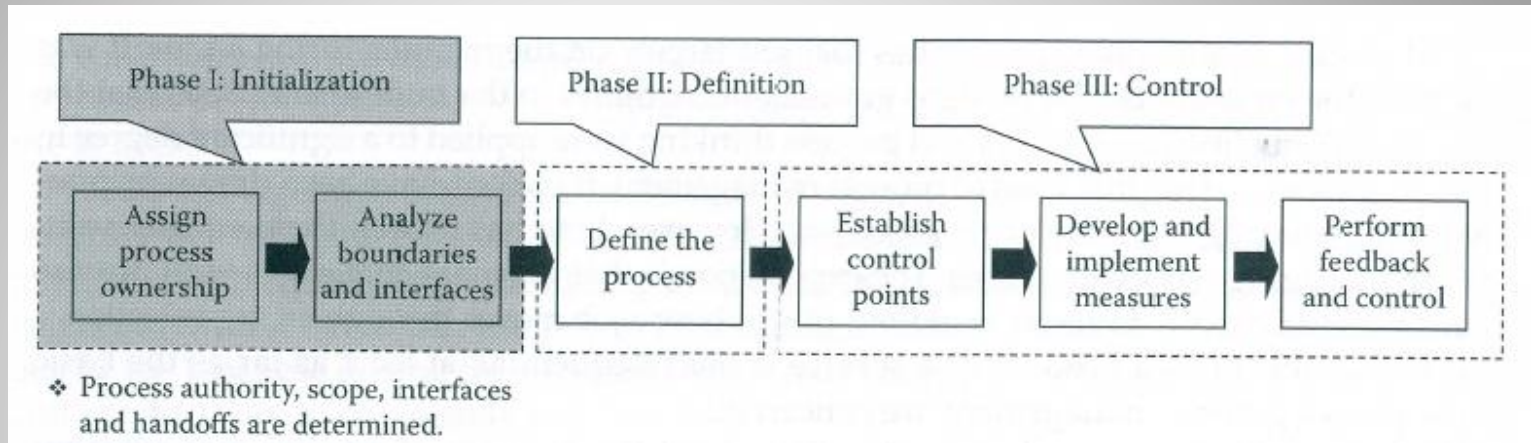 Phase I: Initialization
Phase II: Definition
Phase III: Control
Assign
process
ownership
Analyze
boundaries
and interfaces
Define the
process
Establish
control
points
Develop and
implement
measures
Perform
feedback
and control
❖ Process authority, scope, interfaces
and handoffs are determined.